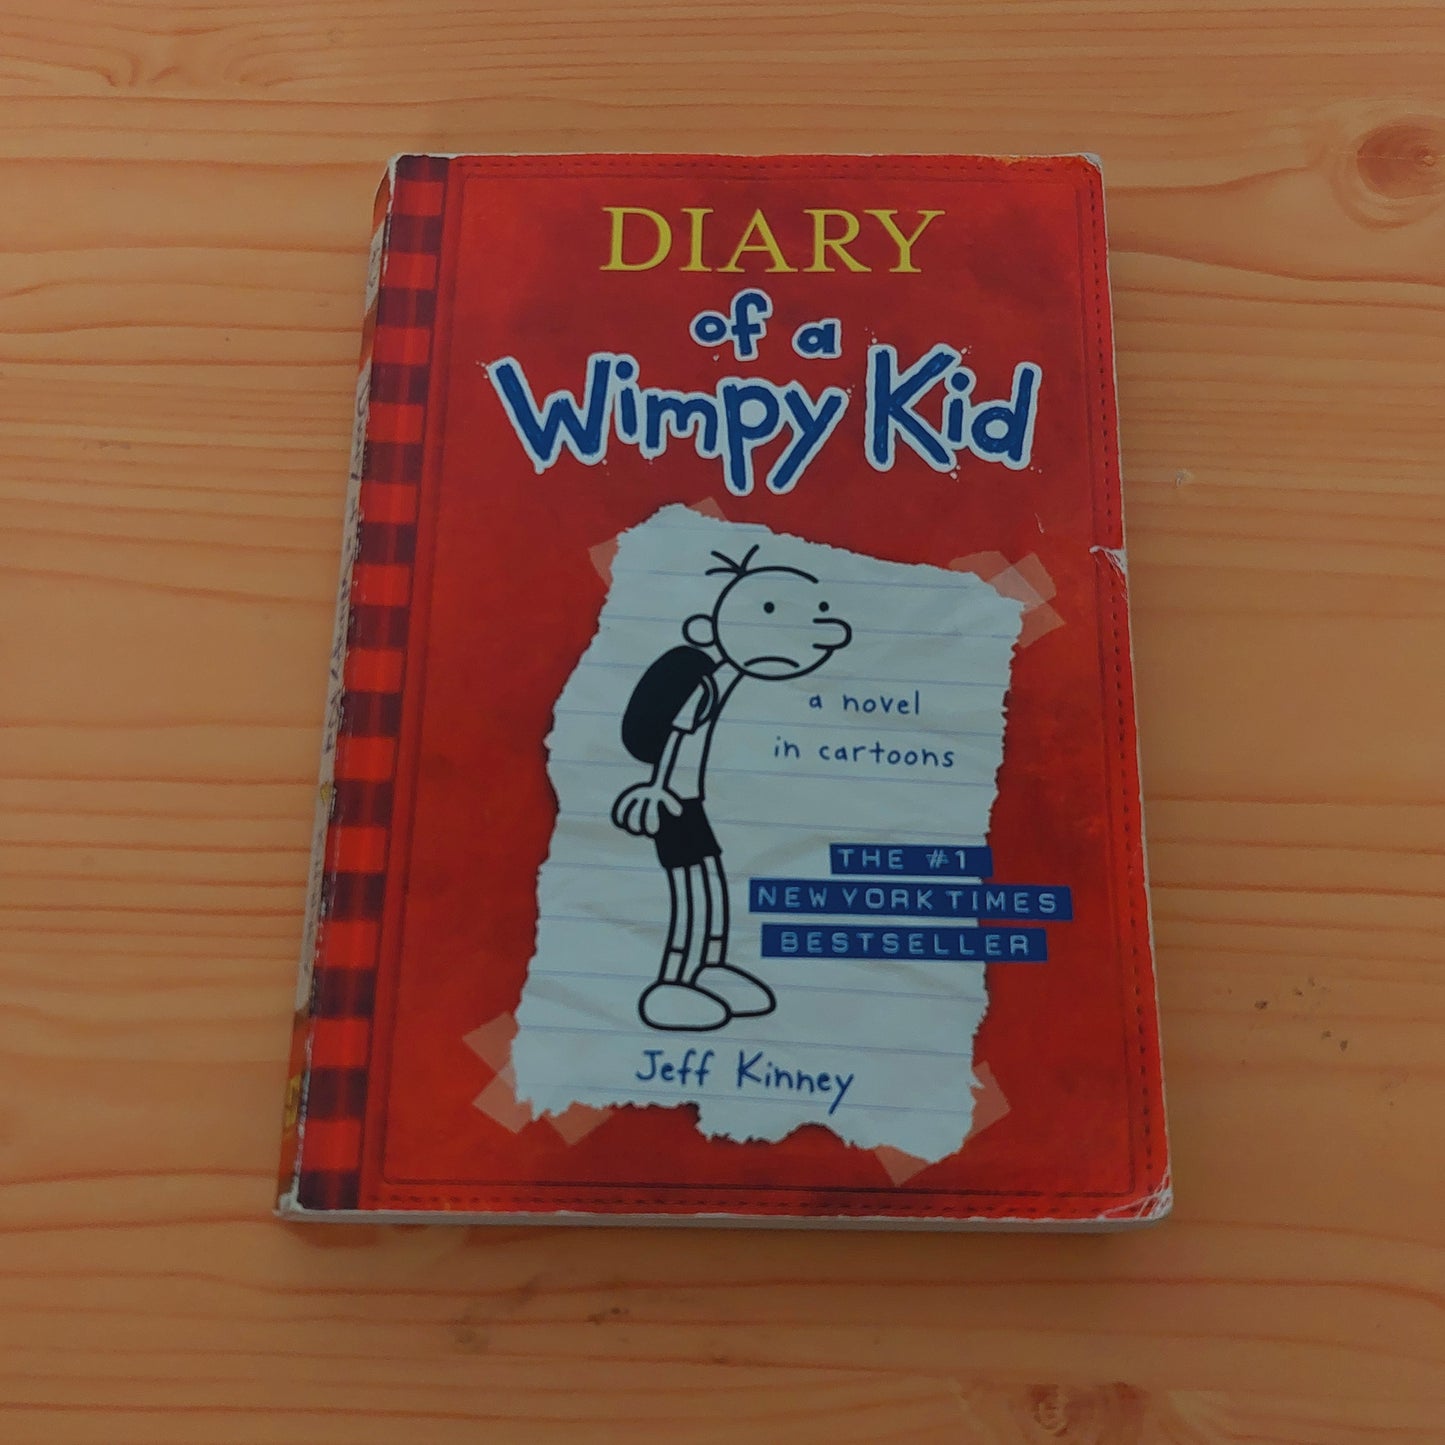 DIARY
of a
Wimpy Kid
a novel
in cartoons
THE #1
NEW YORK TIMES
BESTSELLER
Jeff Kinney